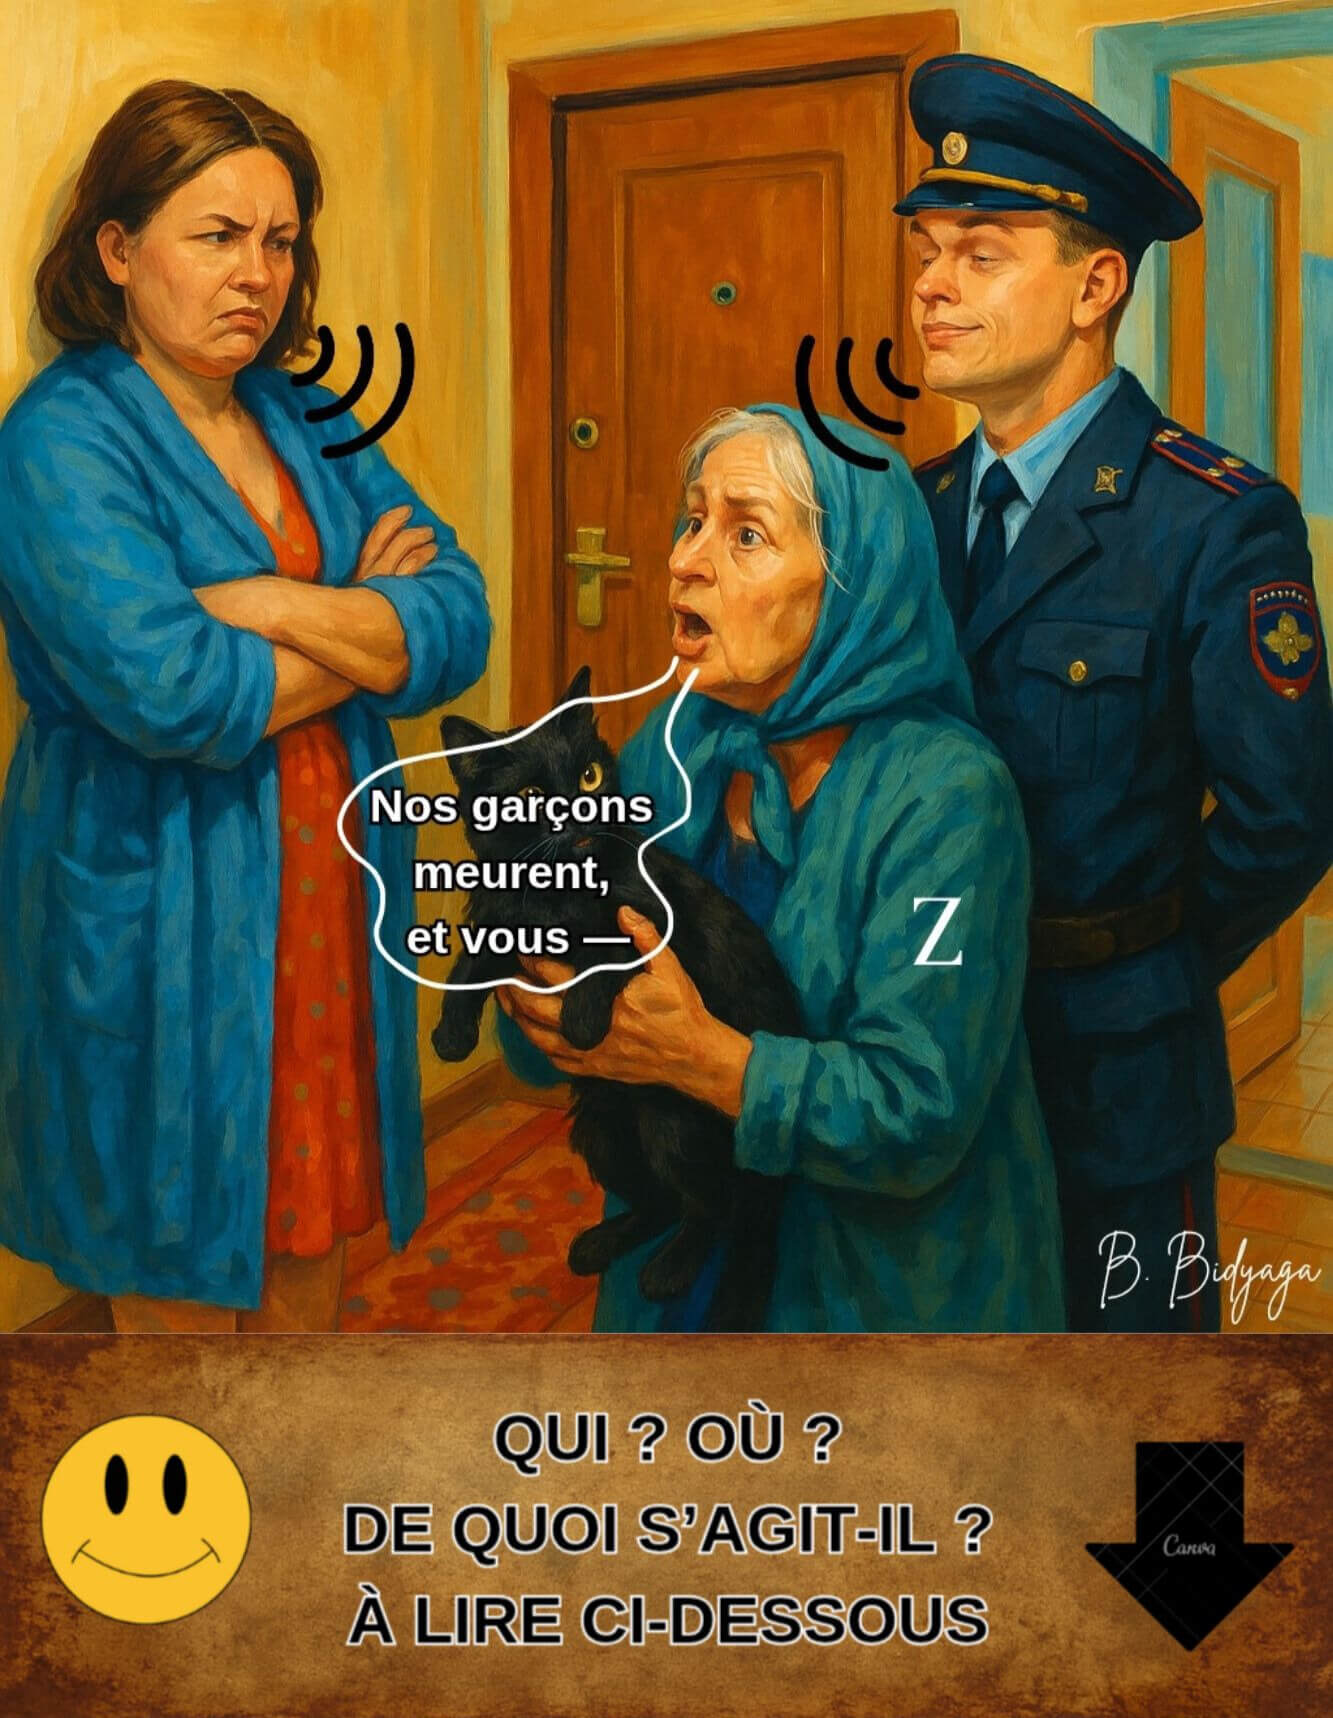 Nos garçons
meurent,
et vous —
Z
B. Bidyaga
QUI ? OÙ ?
DE QUOI S’AGIT-IL ?
À LIRE CI-DESSOUS
Canva